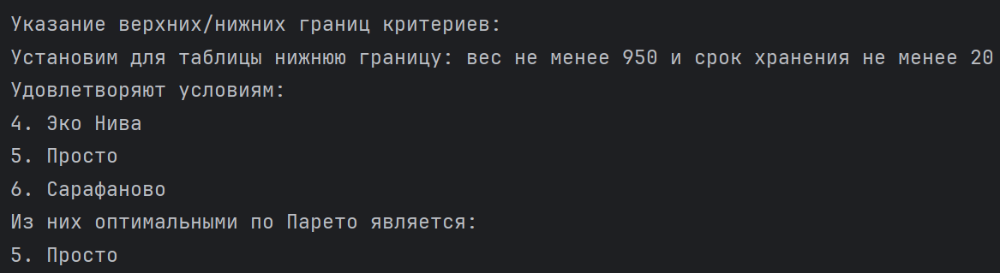 Указание верхних/нижних границ критериев:
Установим для таблицы нижнюю границу: вес не менее 950 и срок хранения не менее 20
Удовлетворяют условиям:
4. Эко Нива
5. Просто
6. Сарафаново
Из них оптимальными по Парето является:
5. Просто